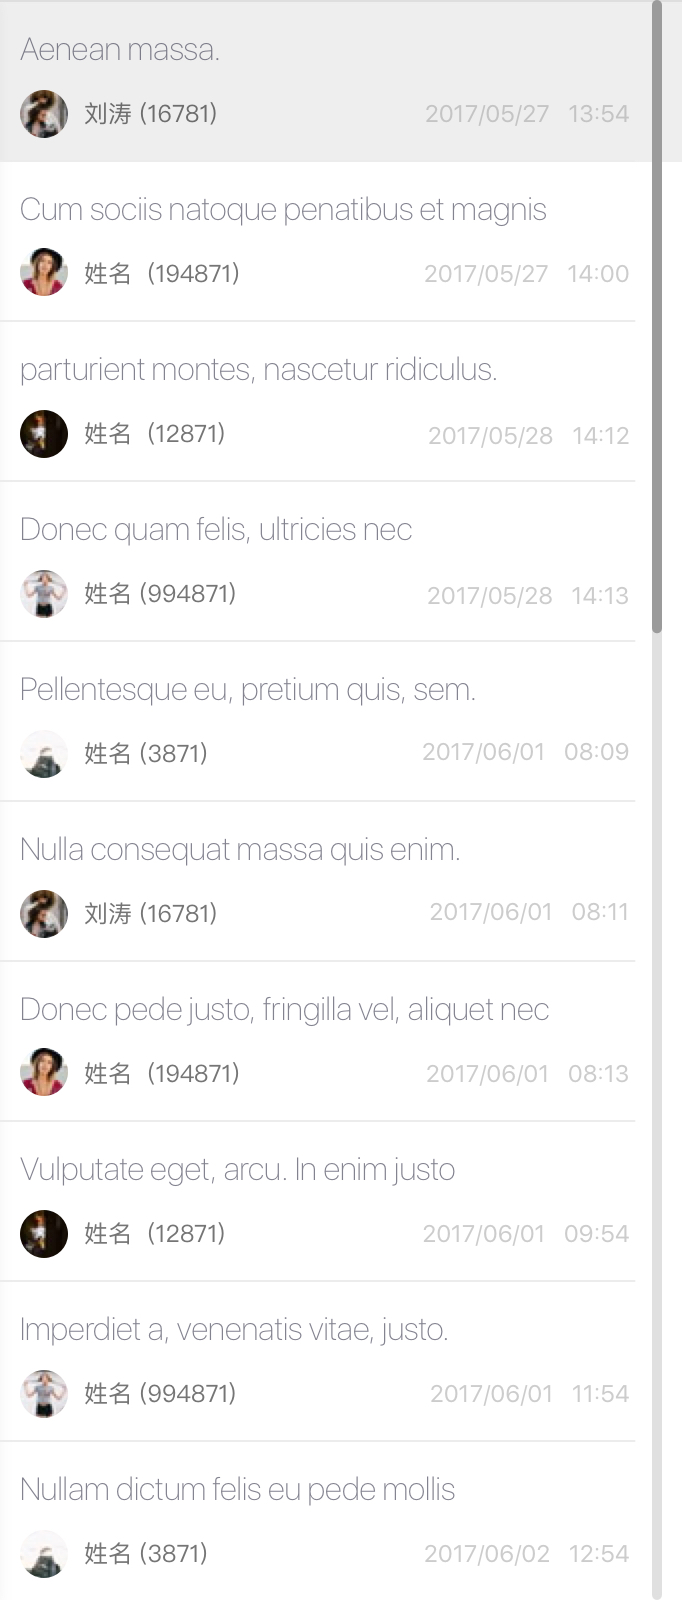 Aenean massa.
刘涛 (16781) 2017/05/27 13:54
Cum sociis natoque penatibus et magnis
姓名 (194871) 2017/05/27 14:00
parturient montes, nascetur ridiculus.
姓名 (12871) 2017/05/28 14:12
Donec quam felis, ultricies nec
姓名 (994871) 2017/05/28 14:13
Pellentesque eu, pretium quis, sem.
姓名 (3871) 2017/06/01 08:09
Nulla consequat massa quis enim.
刘涛 (16781) 2017/06/01 08:11
Donec pede justo, fringilla vel, aliquet nec
姓名 (194871) 2017/06/01 08:13
Vulputate eget, arcu. In enim justo
姓名 (12871) 2017/06/01 09:54
Imperdiet a, venenatis vitae, justo.
姓名 (994871) 2017/06/01 11:54
Nullam dictum felis eu pede mollis
姓名 (3871) 2017/06/02 12:54